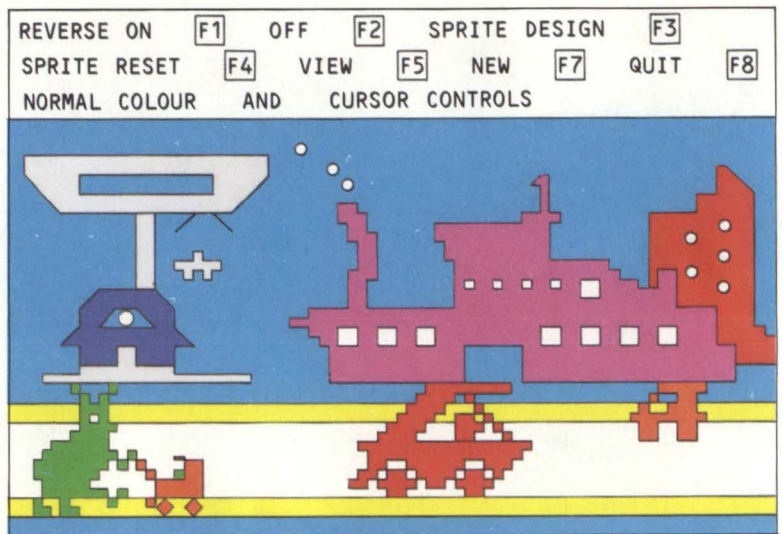 REVERSE ON F1 OFF F2 SPRITE DESIGN F3
SPRITE RESET F4 VIEW F5 NEW F7 QUIT F8
NORMAL COLOUR AND CURSOR CONTROLS